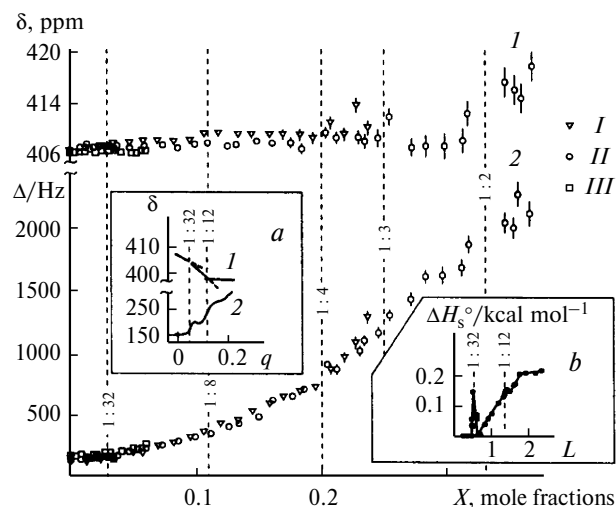 δ, ppm
420
414
406
1
2
I
II
III
Δ/Hz
2000
1500
1000
500
1 : 32
1 : 8
1 : 4
1 : 3
1 : 2
δ
a
1 : 32
1 : 12
410
400
250
150
1
2
0
0.2
q
ΔH_s°/kcal mol⁻¹
b
1 : 32
1 : 12
0.2
0.1
1
2
L
0.1
0.2
X, mole fractions